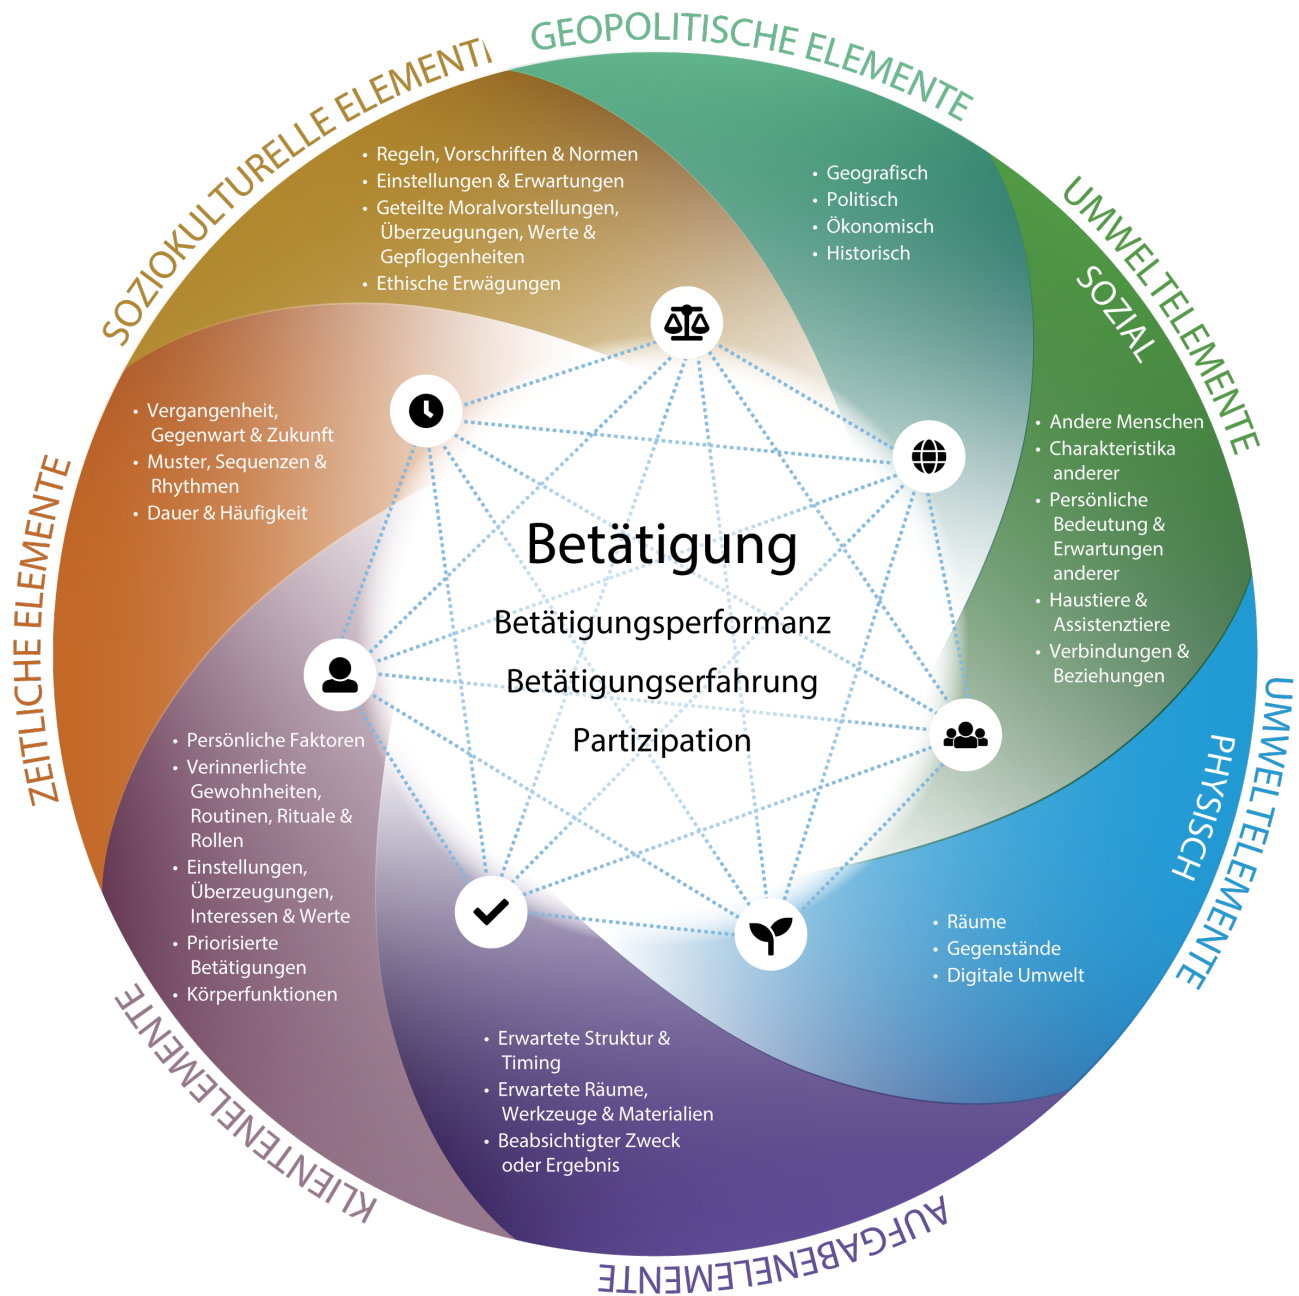 GEOPOLITISCHE ELEMENTE
SOZIOKULTURELLE ELEMENT
• Regeln, Vorschriften & Normen
• Einstellungen & Erwartungen
• Geteilte Moralvorstellungen,
Überzeugungen, Werte &
Gepflogenheiten
• Ethische Erwägungen
• Geografisch
• Politisch
• Ökonomisch
• Historisch
UMWELTELEMENTE
SOZIAL
• Andere Menschen
• Charakteristika
anderer
• Persönliche
Bedeutung &
Erwartungen
anderer
• Haustiere &
Assistenztiere
• Verbindungen &
Beziehungen
ZEITLICHE ELEMENTE
• Vergangenheit,
Gegenwart & Zukunft
• Muster, Sequenzen &
Rhythmen
• Dauer & Häufigkeit
Betätigung
Betätigungsperformanz
Betätigungserfahrung
Partizipation
UMWELTELEMENTE
PHYSISCH
• Räume
• Gegenstände
• Digitale Umwelt
KLIENTENELEMENTE
• Persönliche Faktoren
• Verinnerlichte
Gewohnheiten,
Routinen, Rituale &
Rollen
• Einstellungen,
Überzeugungen,
Interessen & Werte
• Priorisierte
Betätigungen
• Körperfunktionen
• Erwartete Struktur &
Timing
• Erwartete Räume,
Werkzeuge & Materialien
• Beabsichtigter Zweck
oder Ergebnis
AUFGABENELEMENTE